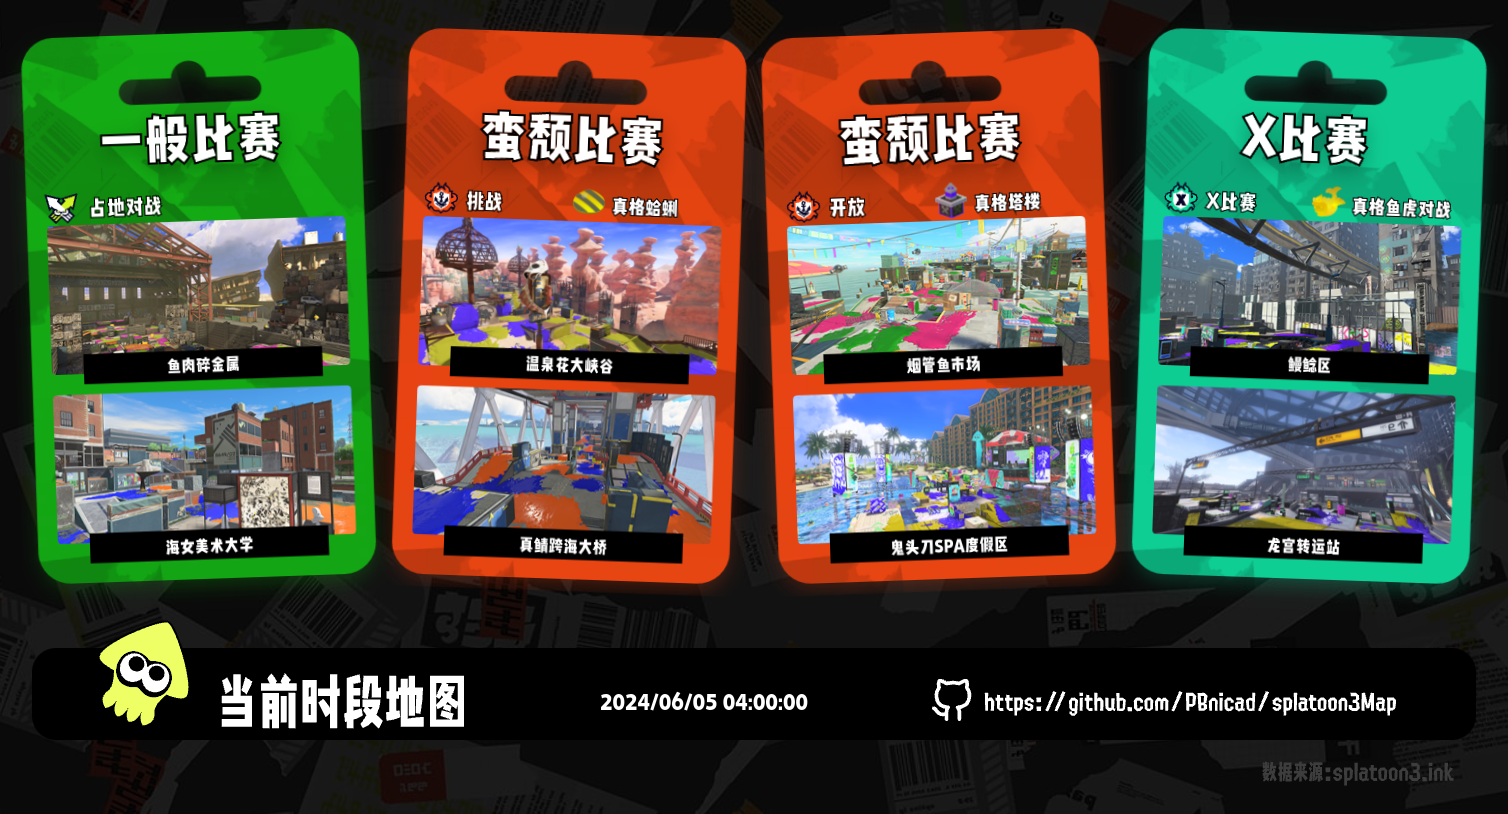 一般比赛
占地对战
鱼肉碎金属
海女美术大学
蛮颓比赛
挑战
真格蛤蜊
温泉花大峡谷
真鲭跨海大桥
蛮颓比赛
开放
真格塔楼
烟管鱼市场
鬼头刀SPA度假区
X比赛
X比赛
真格鱼虎对战
鳗鲶区
龙宫转运站
当前时段地图
2024/06/05 04:00:00
https://github.com/PBnicad/splatoon3Map
数据来源:splatoon3.ink